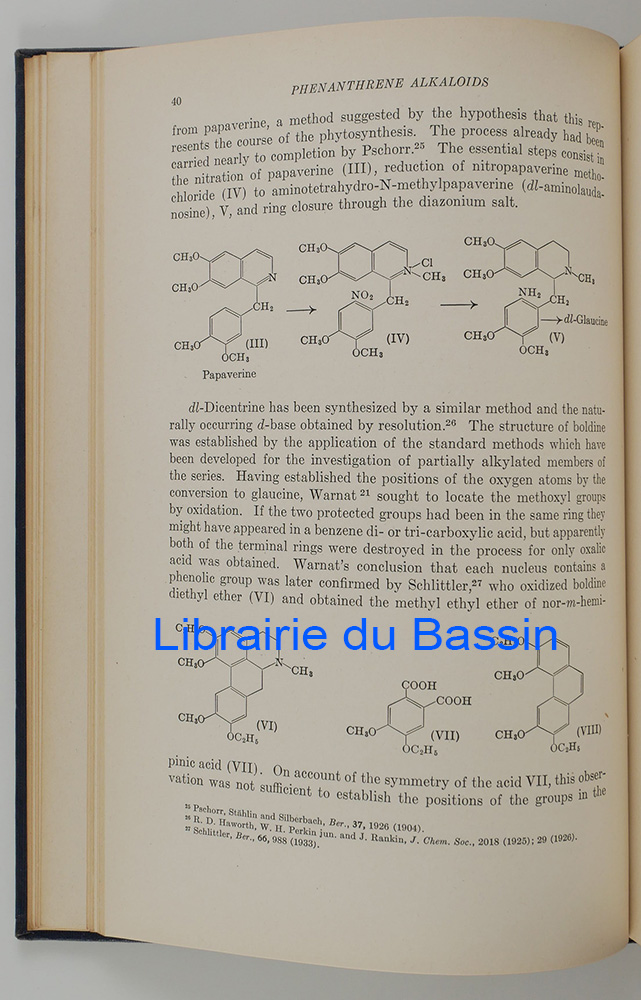 40
PHENANTHRENE ALKALOIDS
from papaverine, a method suggested by the hypothesis that this rep-
resents the course of the phytosynthesis. The process already had been
carried nearly to completion by Pschorr.²⁵ The essential steps consist in
the nitration of papaverine (III), reduction of nitropapaverine metho-
chloride (IV) to aminotetrahydro-N-methylpapaverine (dl-aminolauda-
nosine), V, and ring closure through the diazonium salt.
CH₃O
CH₃O
N
CH₂
CH₃O
OCH₃
(III)
Papaverine
CH₃O
CH₃O
N
Cl
CH₃
NO₂
CH₂
CH₃O
OCH₃
(IV)
CH₃O
CH₃O
N
CH₃
NH₂
CH₂
dl-Glaucine
CH₃O
OCH₃
(V)
dl-Dicentrine has been synthesized by a similar method and the natu-
rally occurring d-base obtained by resolution.²⁶ The structure of boldine
was established by the application of the standard methods which have
been developed for the investigation of partially alkylated members of
the series. Having established the positions of the oxygen atoms by the
conversion to glaucine, Warnat ²¹ sought to locate the methoxyl groups
by oxidation. If the two protected groups had been in the same ring they
might have appeared in a benzene di- or tri-carboxylic acid, but apparently
both of the terminal rings were destroyed in the process for only oxalic
acid was obtained. Warnat's conclusion that each nucleus contains a
phenolic group was later confirmed by Schlittler,²⁷ who oxidized boldine
diethyl ether (VI) and obtained the methyl ethyl ether of nor-m-hemi-
Librairie du Bassin
CH₃O
N
CH₃
CH₃O
OC₂H₅
(VI)
COOH
COOH
CH₃O
OC₂H₅
(VII)
CH₃O
CH₃O
OC₂H₅
(VIII)
pinic acid (VII). On account of the symmetry of the acid VII, this obser-
vation was not sufficient to establish the positions of the groups in the
²⁵ Pschorr, Stählin and Silberbach, Ber., 37, 1926 (1904).
²⁶ R. D. Haworth, W. H. Perkin jun. and J. Rankin, J. Chem. Soc., 2018 (1925); 29 (1926).
²⁷ Schlittler, Ber., 66, 988 (1933).